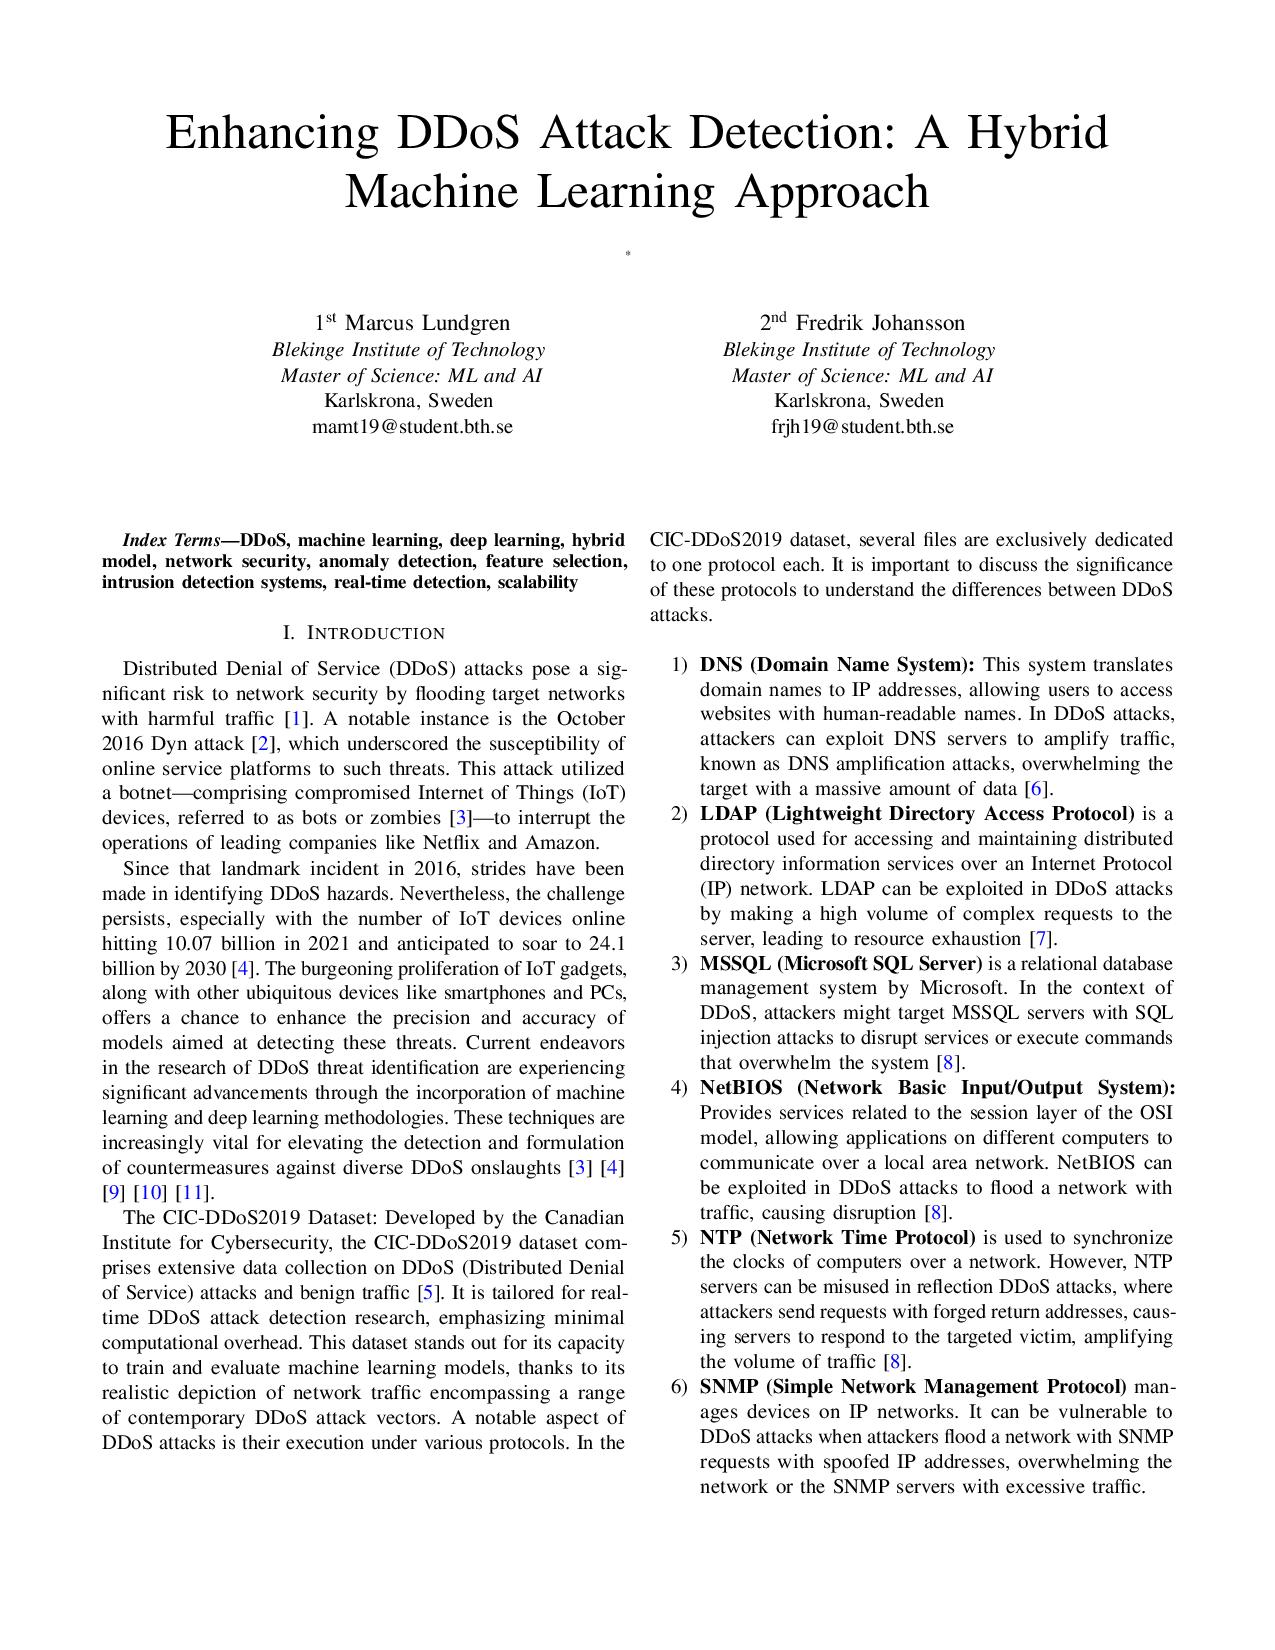 Enhancing DDoS Attack Detection: A Hybrid
Machine Learning Approach
*
1st Marcus Lundgren
Blekinge Institute of Technology
Master of Science: ML and AI
Karlskrona, Sweden
mamt19@student.bth.se
2nd Fredrik Johansson
Blekinge Institute of Technology
Master of Science: ML and AI
Karlskrona, Sweden
frjh19@student.bth.se
Index Terms—DDoS, machine learning, deep learning, hybrid
model, network security, anomaly detection, feature selection,
intrusion detection systems, real-time detection, scalability
I. INTRODUCTION
Distributed Denial of Service (DDoS) attacks pose a sig-
nificant risk to network security by flooding target networks
with harmful traffic [1]. A notable instance is the October
2016 Dyn attack [2], which underscored the susceptibility of
online service platforms to such threats. This attack utilized
a botnet—comprising compromised Internet of Things (IoT)
devices, referred to as bots or zombies [3]—to interrupt the
operations of leading companies like Netflix and Amazon.
Since that landmark incident in 2016, strides have been
made in identifying DDoS hazards. Nevertheless, the challenge
persists, especially with the number of IoT devices online
hitting 10.07 billion in 2021 and anticipated to soar to 24.1
billion by 2030 [4]. The burgeoning proliferation of IoT gadgets,
along with other ubiquitous devices like smartphones and PCs,
offers a chance to enhance the precision and accuracy of
models aimed at detecting these threats. Current endeavors
in the research of DDoS threat identification are experiencing
significant advancements through the incorporation of machine
learning and deep learning methodologies. These techniques are
increasingly vital for elevating the detection and formulation
of countermeasures against diverse DDoS onslaughts [3] [4]
[9] [10] [11].
The CIC-DDoS2019 Dataset: Developed by the Canadian
Institute for Cybersecurity, the CIC-DDoS2019 dataset com-
prises extensive data collection on DDoS (Distributed Denial
of Service) attacks and benign traffic [5]. It is tailored for real-
time DDoS attack detection research, emphasizing minimal
computational overhead. This dataset stands out for its capacity
to train and evaluate machine learning models, thanks to its
realistic depiction of network traffic encompassing a range
of contemporary DDoS attack vectors. A notable aspect of
DDoS attacks is their execution under various protocols. In the
CIC-DDoS2019 dataset, several files are exclusively dedicated
to one protocol each. It is important to discuss the significance
of these protocols to understand the differences between DDoS
attacks.
1) DNS (Domain Name System): This system translates
domain names to IP addresses, allowing users to access
websites with human-readable names. In DDoS attacks,
attackers can exploit DNS servers to amplify traffic,
known as DNS amplification attacks, overwhelming the
target with a massive amount of data [6].
2) LDAP (Lightweight Directory Access Protocol) is a
protocol used for accessing and maintaining distributed
directory information services over an Internet Protocol
(IP) network. LDAP can be exploited in DDoS attacks
by making a high volume of complex requests to the
server, leading to resource exhaustion [7].
3) MSSQL (Microsoft SQL Server) is a relational database
management system by Microsoft. In the context of
DDoS, attackers might target MSSQL servers with SQL
injection attacks to disrupt services or execute commands
that overwhelm the system [8].
4) NetBIOS (Network Basic Input/Output System):
Provides services related to the session layer of the OSI
model, allowing applications on different computers to
communicate over a local area network. NetBIOS can
be exploited in DDoS attacks to flood a network with
traffic, causing disruption [8].
5) NTP (Network Time Protocol) is used to synchronize
the clocks of computers over a network. However, NTP
servers can be misused in reflection DDoS attacks, where
attackers send requests with forged return addresses, caus-
ing servers to respond to the targeted victim, amplifying
the volume of traffic [8].
6) SNMP (Simple Network Management Protocol) man-
ages devices on IP networks. It can be vulnerable to
DDoS attacks when attackers flood a network with SNMP
requests with spoofed IP addresses, overwhelming the
network or the SNMP servers with excessive traffic.